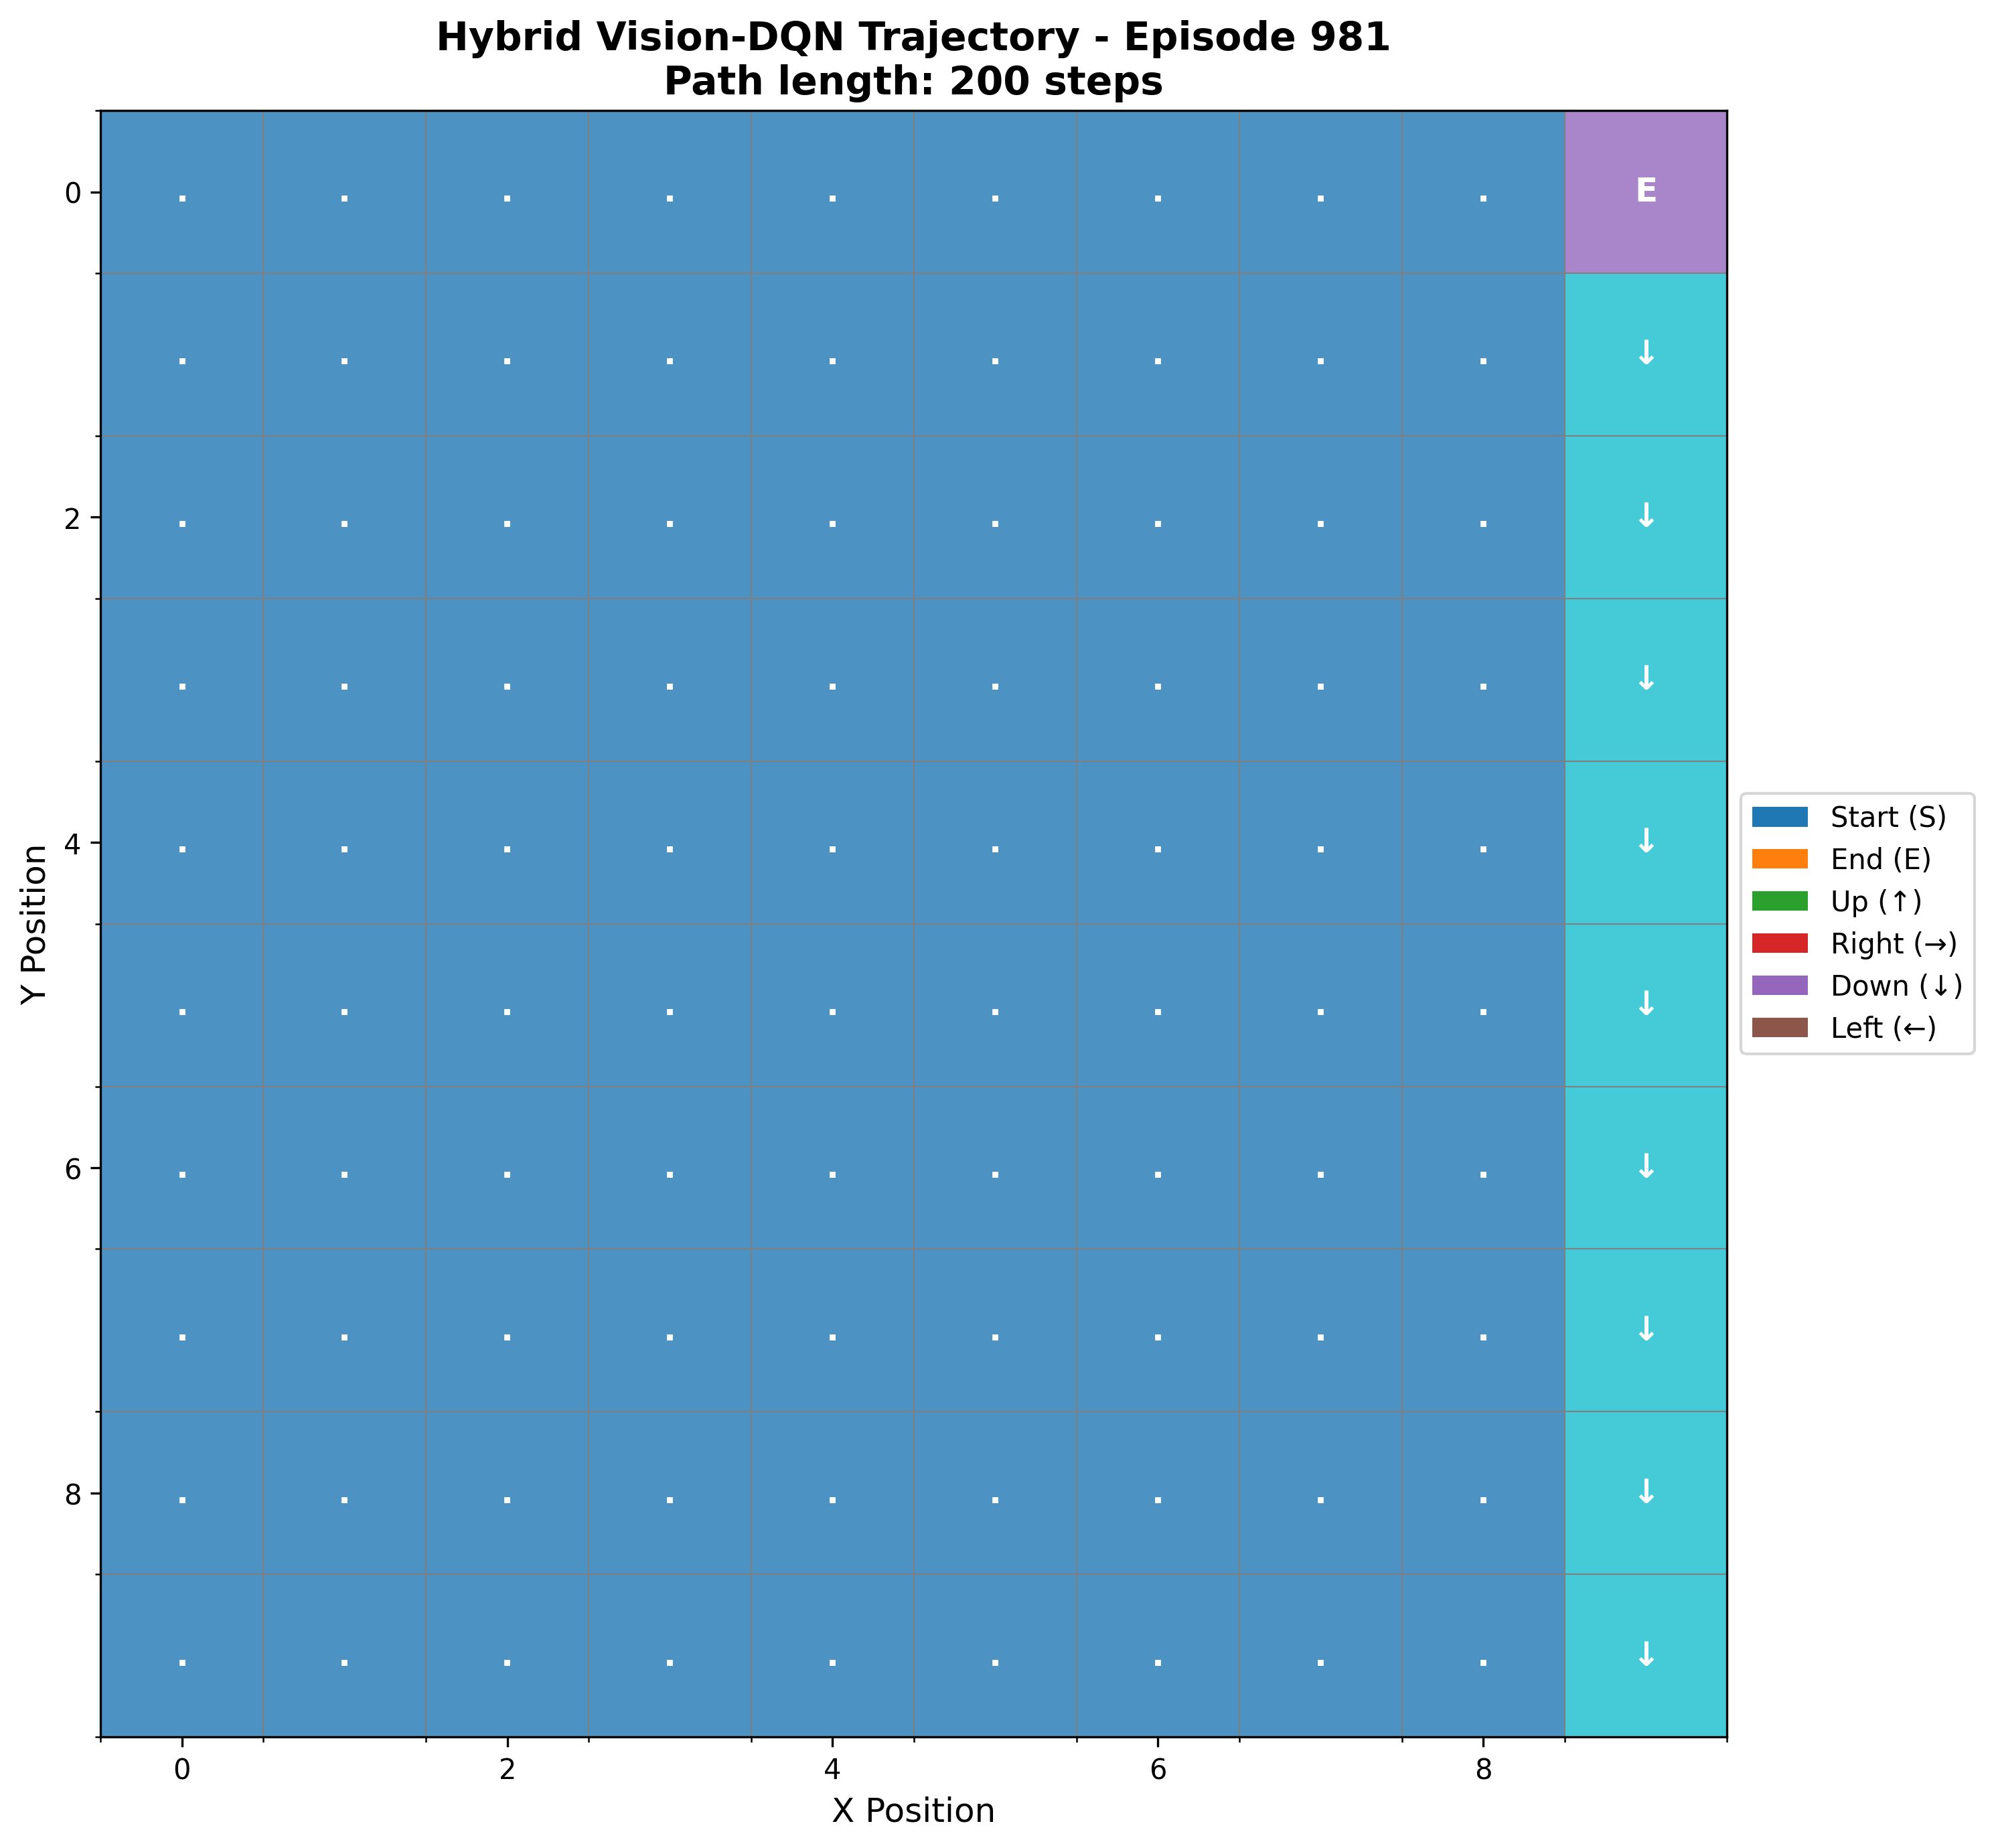 Hybrid Vision-DQN Trajectory - Episode 981
Path length: 200 steps
0 . . . . . . . . . E
. . . . . . . . . ↓
2 . . . . . . . . . ↓
. . . . . . . . . ↓
4 . . . . . . . . . ↓
. . . . . . . . . ↓
6 . . . . . . . . . ↓
. . . . . . . . . ↓
8 . . . . . . . . . ↓
. . . . . . . . . ↓
0 2 4 6 8
X Position
Y Position
Start (S)
End (E)
Up (↑)
Right (→)
Down (↓)
Left (←)